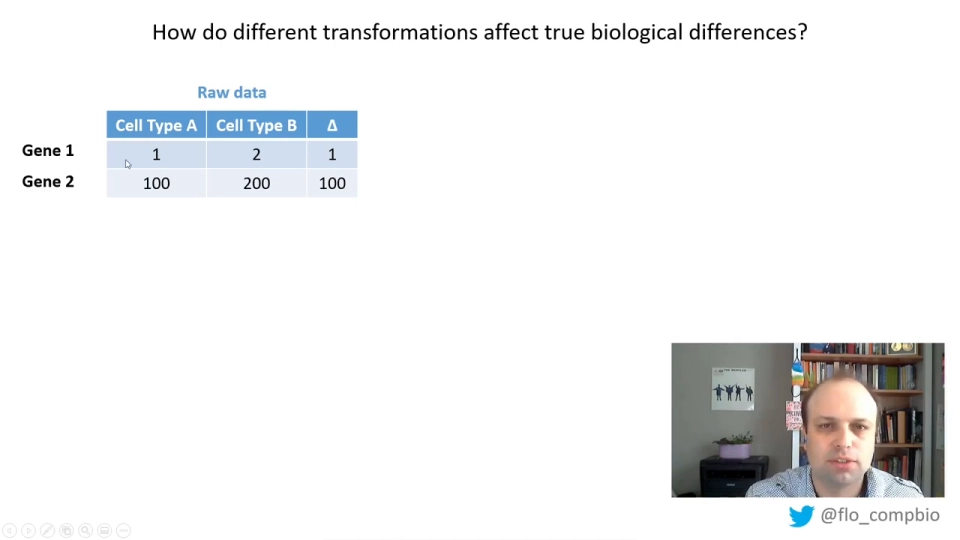 How do different transformations affect true biological differences?
Raw data
Cell Type A Cell Type B Δ
Gene 1 1 2 1
Gene 2 100 200 100
@flo_compbio